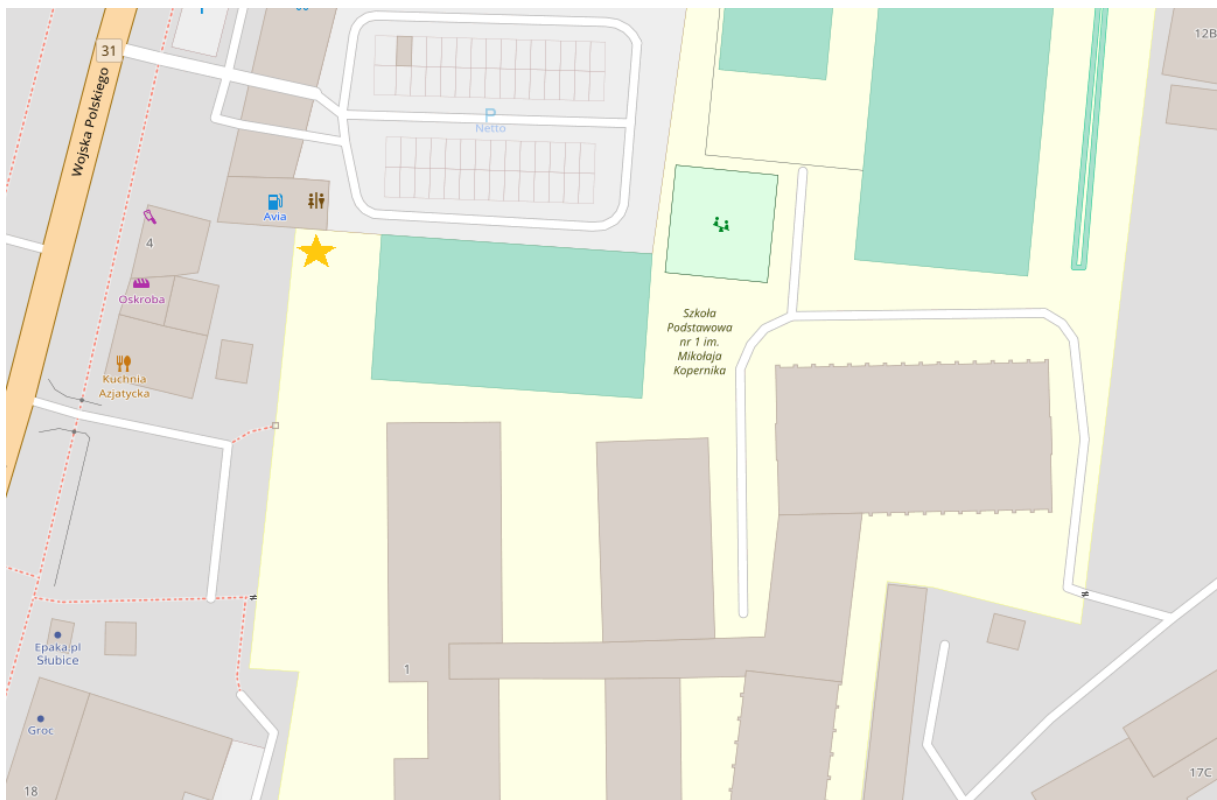 31
12B
Wojska Polskiego
P
Netto
Avia
4
Oskroba
Szkoła
Podstawowa
nr 1 im.
Mikołaja
Kopernika
Kuchnia
Azjatycka
1
Epaka.pl
Słubice
Groc
18
17C